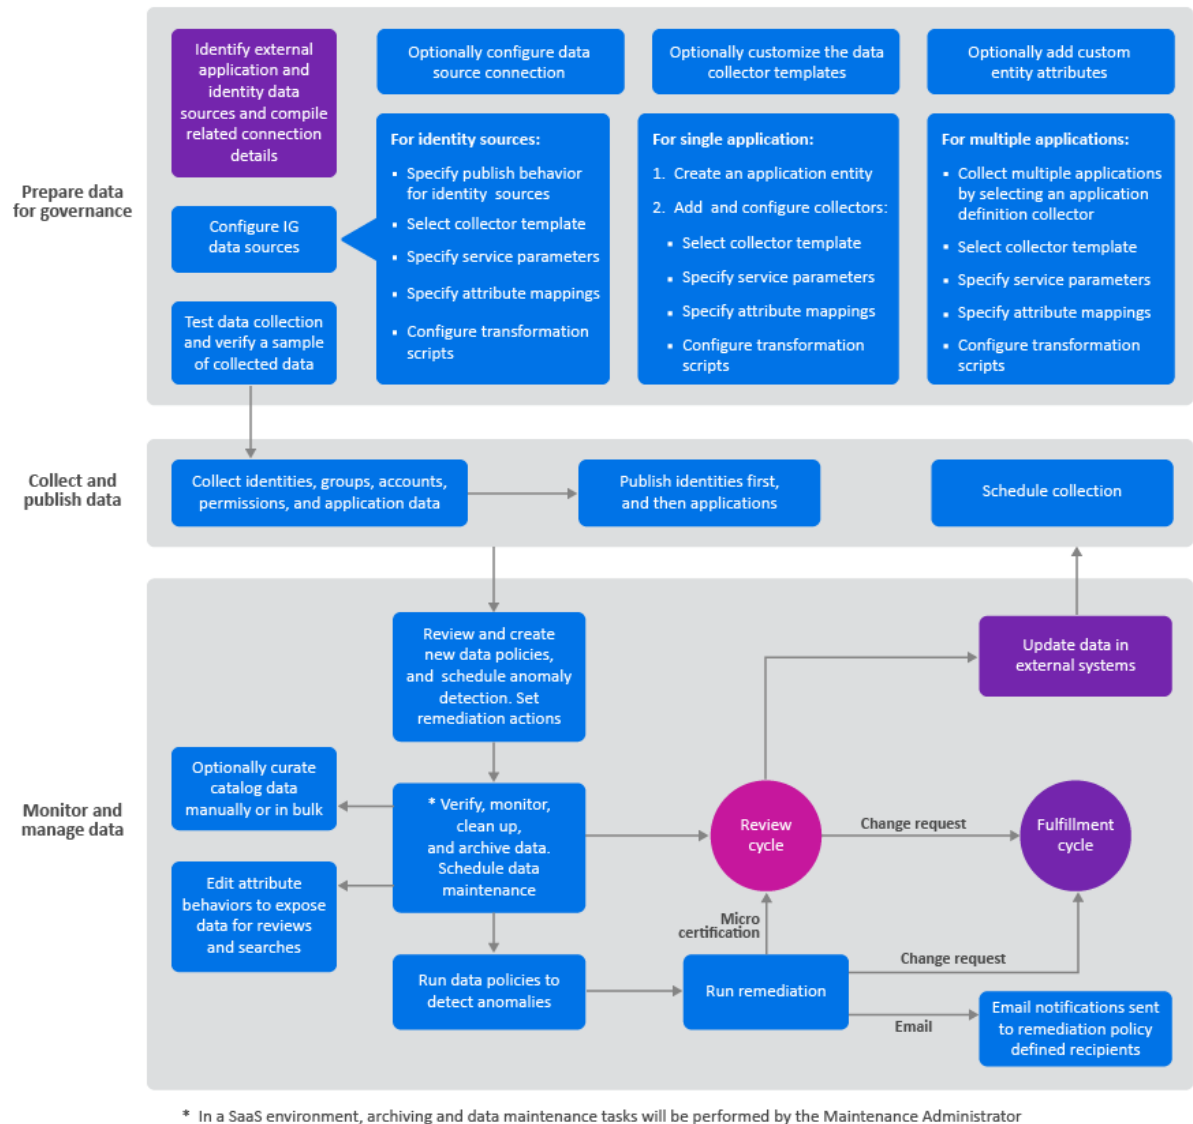 Prepare data
for governance
Identify external
application and
identity data
sources and compile
related connection
details
Optionally configure data
source connection
Optionally customize the data
collector templates
Optionally add custom
entity attributes
Configure IG
data sources
Test data collection
and verify a sample
of collected data
For identity sources:
▪ Specify publish behavior
for identity sources
▪ Select collector template
▪ Specify service parameters
▪ Specify attribute mappings
▪ Configure transformation
scripts
For single application:
1. Create an application entity
2. Add and configure collectors:
▪ Select collector template
▪ Specify service parameters
▪ Specify attribute mappings
▪ Configure transformation
scripts
For multiple applications:
▪ Collect multiple applications
by selecting an application
definition collector
▪ Select collector template
▪ Specify service parameters
▪ Specify attribute mappings
▪ Configure transformation
scripts
Collect and
publish data
Collect identities, groups, accounts,
permissions, and application data
Publish identities first,
and then applications
Schedule collection
Monitor and
manage data
Review and create
new data policies,
and schedule anomaly
detection. Set
remediation actions
Update data in
external systems
Optionally curate
catalog data
manually or in bulk
* Verify, monitor,
clean up,
and archive data.
Schedule data
maintenance
Review
cycle
Change request
Fulfillment
cycle
Edit attribute
behaviors to expose
data for reviews
and searches
Micro
certification
Run data policies to
detect anomalies
Run remediation
Change request
Email
Email notifications sent
to remediation policy
defined recipients
* In a SaaS environment, archiving and data maintenance tasks will be performed by the Maintenance Administrator